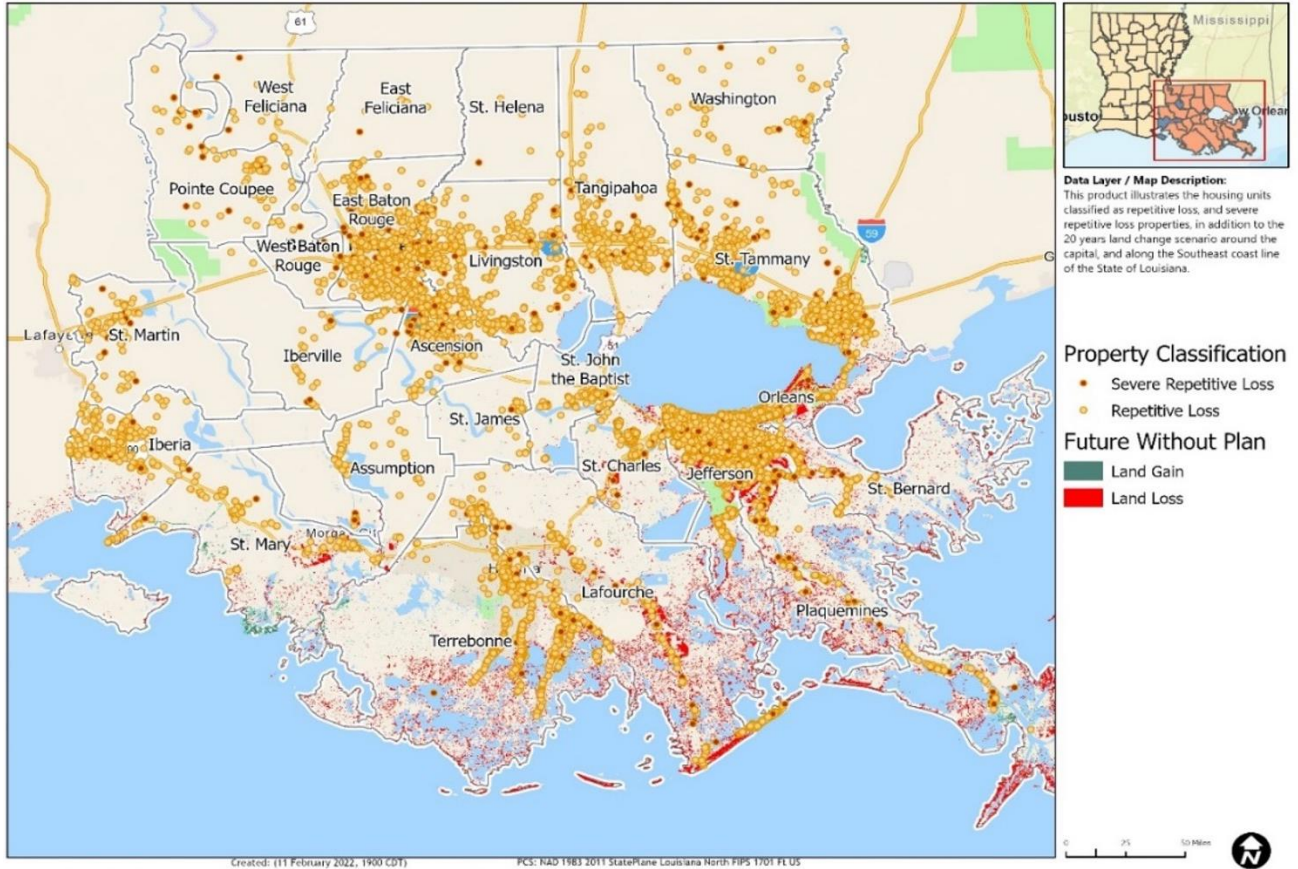 61
West
Feliciana
East
Feliciana
St. Helena
Washington
Pointe Coupee
East Baton
Rouge
Tangipahoa
West Baton
Rouge
Livingston
St. Tammany
59
G
St. Martin
Iberville
Ascension
51
St. John
the Baptist
Orleans
St. James
90
Iberia
Assumption
St. Charles
Jefferson
St. Bernard
St. Mary
Lafourche
Plaquemines
Terrebonne
Created: (11 February 2022, 1900 CDT)
PCS: NAD 1983 2011 StatePlane Louisiana North FIPS 1701 Ft US
Mississippi
ousto
w Orlean
Data Layer / Map Description:
This product illustrates the housing units
classified as repetitive loss, and severe
repetitive loss properties, in addition to the
20 years land change scenario around the
capital, and along the Southeast coast line
of the State of Louisiana.
Property Classification
Severe Repetitive Loss
Repetitive Loss
Future Without Plan
Land Gain
Land Loss
0 25 50 Miles
N